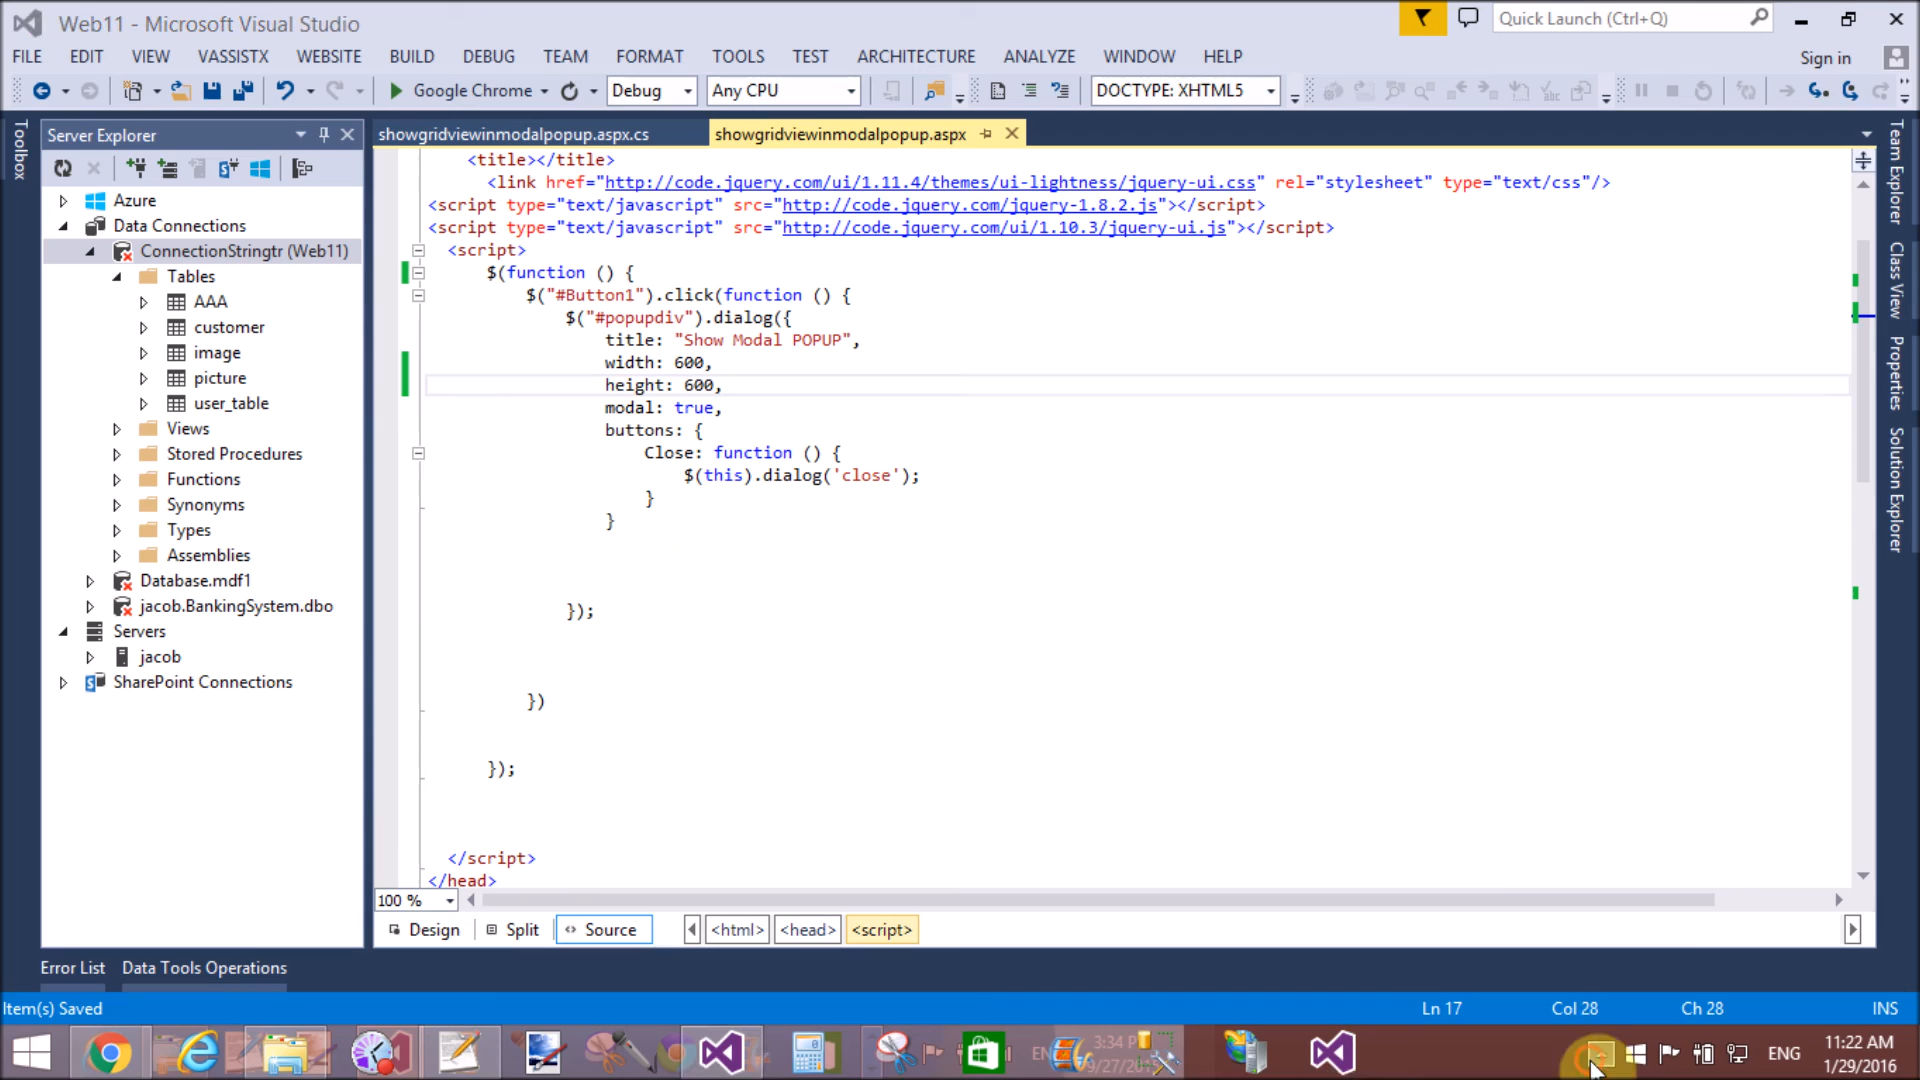 Web11 - Microsoft Visual Studio
Quick Launch (Ctrl+Q)
FILE EDIT VIEW VASSISTX WEBSITE BUILD DEBUG TEAM FORMAT TOOLS TEST ARCHITECTURE ANALYZE WINDOW HELP
Sign in
Google Chrome Debug Any CPU DOCTYPE: XHTML5
Toolbox
Server Explorer
showgridviewinmodalpopup.aspx.cs showgridviewinmodalpopup.aspx
Azure
Data Connections
ConnectionStringtr (Web11)
Tables
AAA
customer
image
picture
user_table
Views
Stored Procedures
Functions
Synonyms
Types
Assemblies
Database.mdf1
jacob.BankingSystem.dbo
Servers
jacob
SharePoint Connections
<title></title>
<link href="http://code.jquery.com/ui/1.11.4/themes/ui-lightness/jquery-ui.css" rel="stylesheet" type="text/css"/>
<script type="text/javascript" src="http://code.jquery.com/jquery-1.8.2.js"></script>
<script type="text/javascript" src="http://code.jquery.com/ui/1.10.3/jquery-ui.js"></script>
<script>
$(function () {
$("#Button1").click(function () {
$("#popupdiv").dialog({
title: "Show Modal POPUP",
width: 600,
height: 600,
modal: true,
buttons: {
Close: function () {
$(this).dialog('close');
}
}
});
})
});
</script>
</head>
100 %
Design Split Source <html> <head> <script>
Team Explorer
Class View
Properties
Solution Explorer
Error List Data Tools Operations
Item(s) Saved Ln 17 Col 28 Ch 28 INS
3:34 P
ENG
11:22 AM
1/29/2016